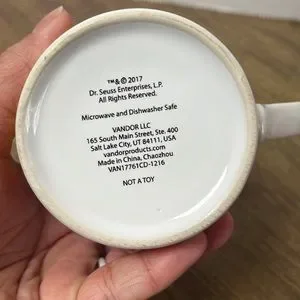 ™&©2017
Dr. Seuss Enterprises, L.P.
All Rights Reserved.
Microwave and Dishwasher Safe
VANDOR LLC
165 South Main Street, Ste. 400
Salt Lake City, UT 84111, USA
vandorproducts.com
Made in China, Chaozhou
VAN17761CD-1216
NOT A TOY